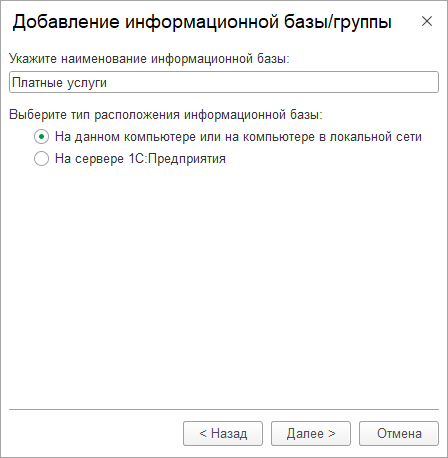 Добавление информационной базы/группы
Укажите наименование информационной базы:
Платные услуги
Выберите тип расположения информационной базы:
На данном компьютере или на компьютере в локальной сети
На сервере 1С:Предприятия
< Назад
Далее >
Отмена